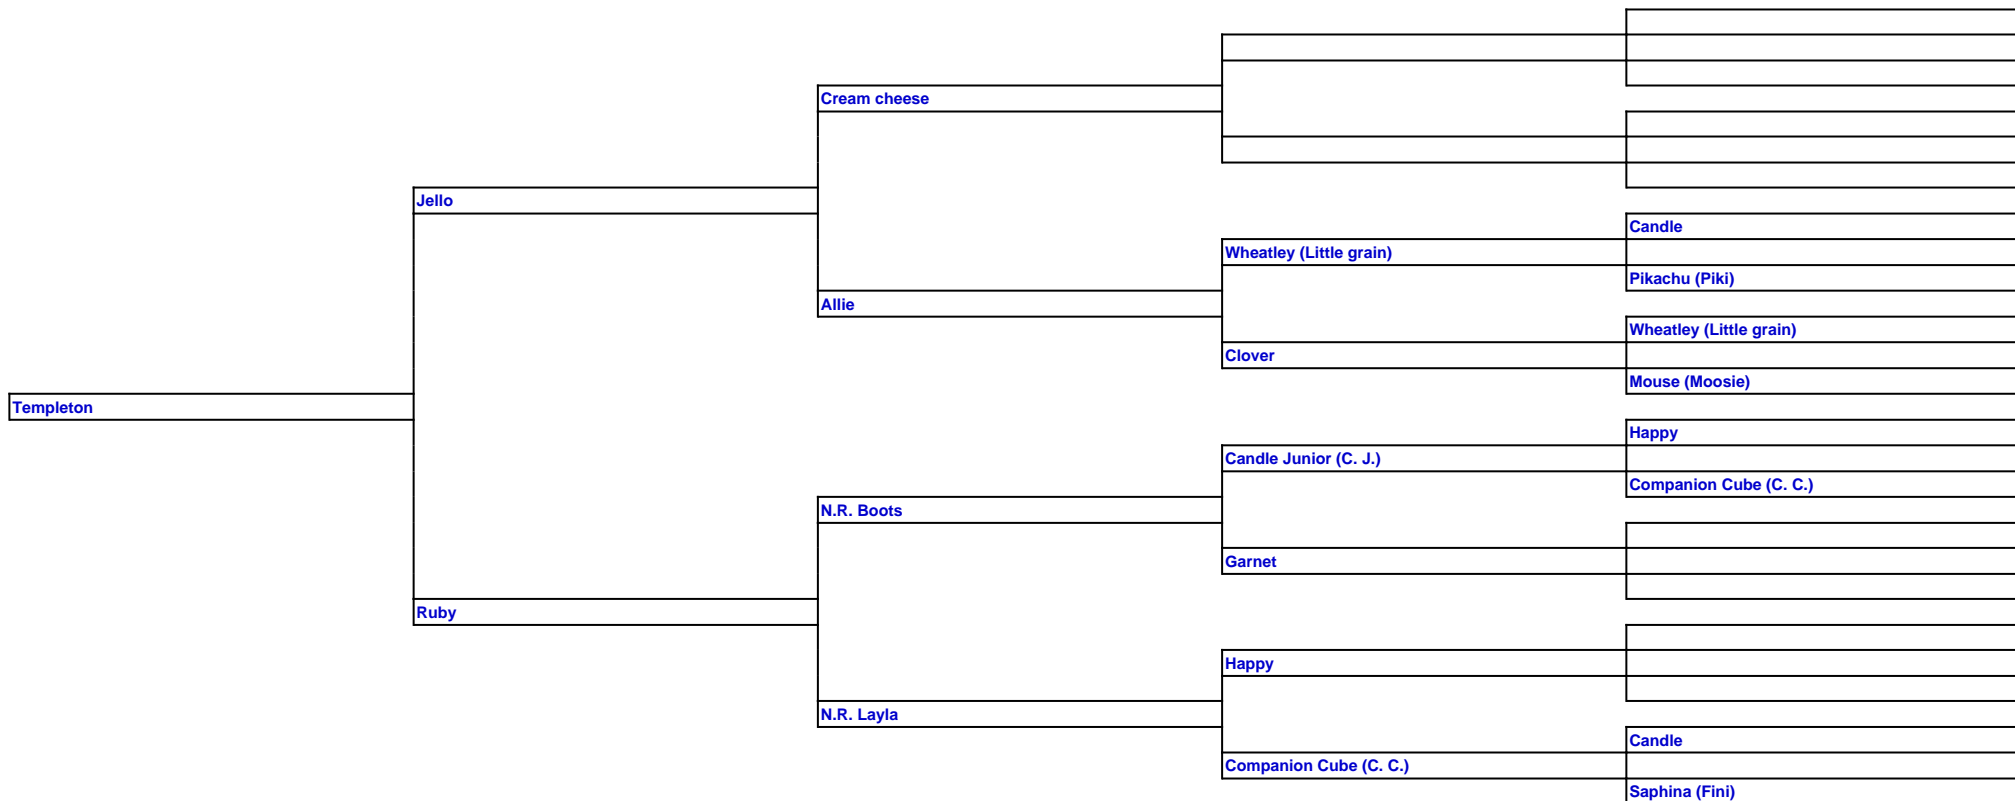 Cream cheese
Jello
Candle
Wheatley (Little grain)
Pikachu (Piki)
Allie
Wheatley (Little grain)
Clover
Mouse (Moosie)
Templeton
Happy
Candle Junior (C. J.)
Companion Cube (C. C.)
N.R. Boots
Garnet
Ruby
Happy
N.R. Layla
Candle
Companion Cube (C. C.)
Saphina (Fini)